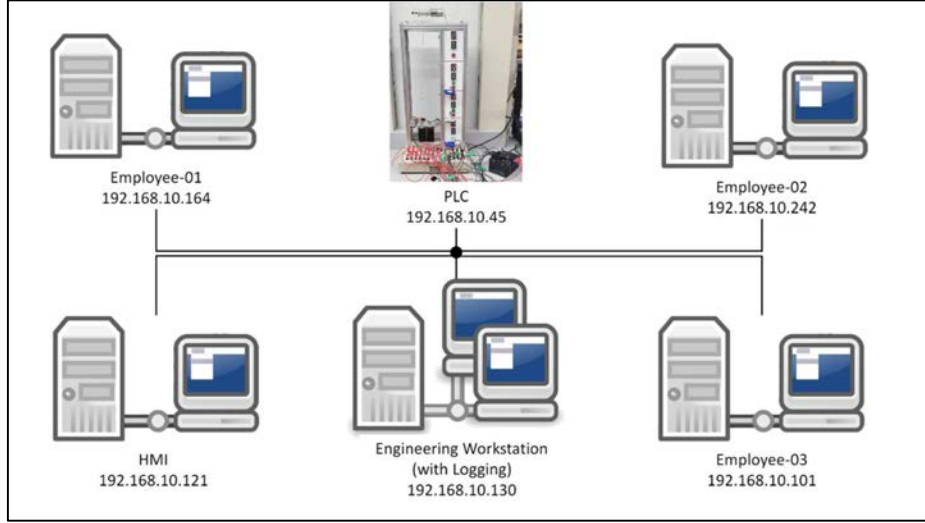 Employee-01
192.168.10.164
PLC
192.168.10.45
Employee-02
192.168.10.242
HMI
192.168.10.121
Engineering Workstation
(with Logging)
192.168.10.130
Employee-03
192.168.10.101